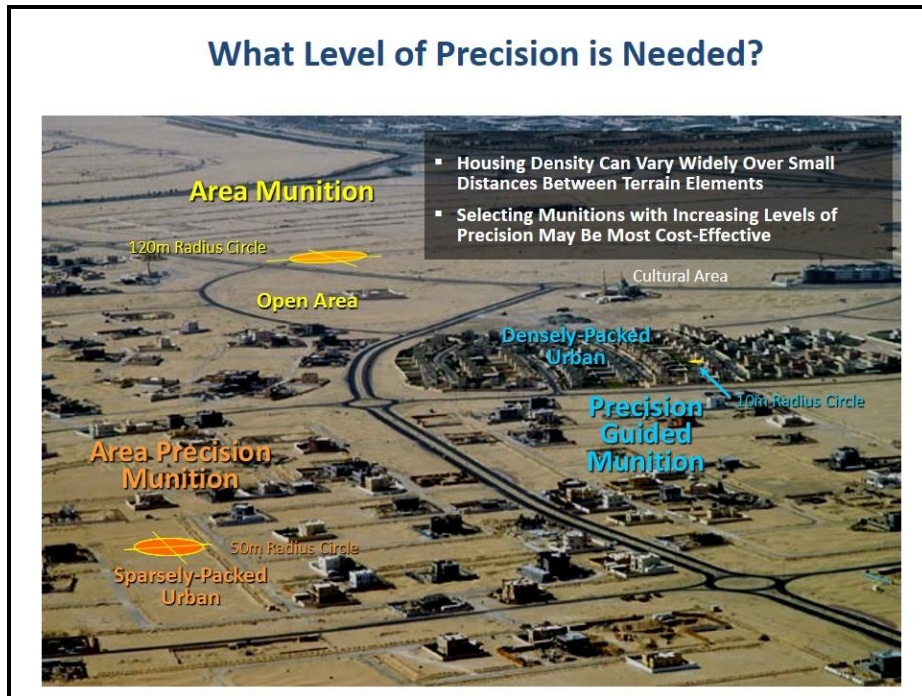 What Level of Precision is Needed?
▪ Housing Density Can Vary Widely Over Small
Distances Between Terrain Elements
▪ Selecting Munitions with Increasing Levels of
Precision May Be Most Cost-Effective
Area Munition
120m Radius Circle
Open Area
Cultural Area
Densely-Packed
Urban
10m Radius Circle
Precision
Guided
Munition
Area Precision
Munition
50m Radius Circle
Sparsely-Packed
Urban